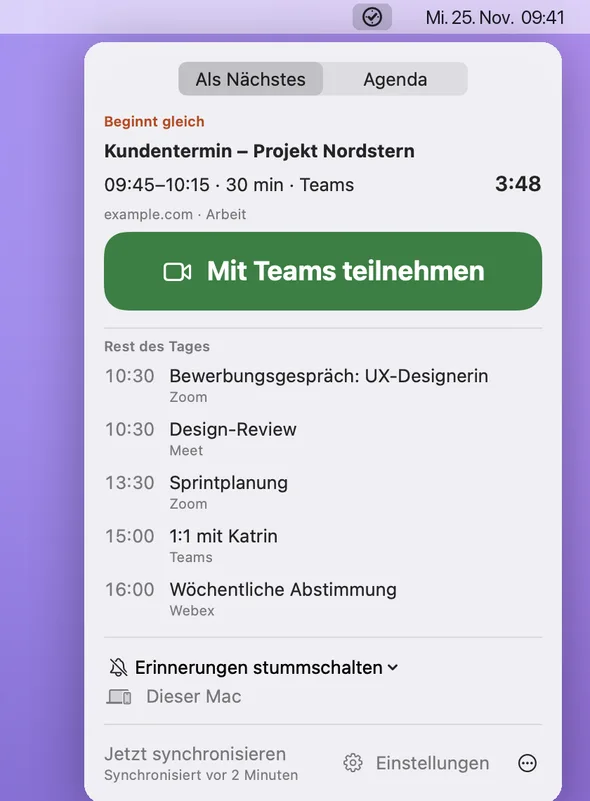 Mi. 25. Nov. 09:41
Als Nächstes Agenda
Beginnt gleich
Kundentermin – Projekt Nordstern
09:45–10:15 · 30 min · Teams 3:48
example.com · Arbeit
Mit Teams teilnehmen
Rest des Tages
10:30 Bewerbungsgespräch: UX-Designerin
Zoom
10:30 Design-Review
Meet
13:30 Sprintplanung
Zoom
15:00 1:1 mit Katrin
Teams
16:00 Wöchentliche Abstimmung
Webex
Erinnerungen stummschalten
Dieser Mac
Jetzt synchronisieren Einstellungen
Synchronisiert vor 2 Minuten